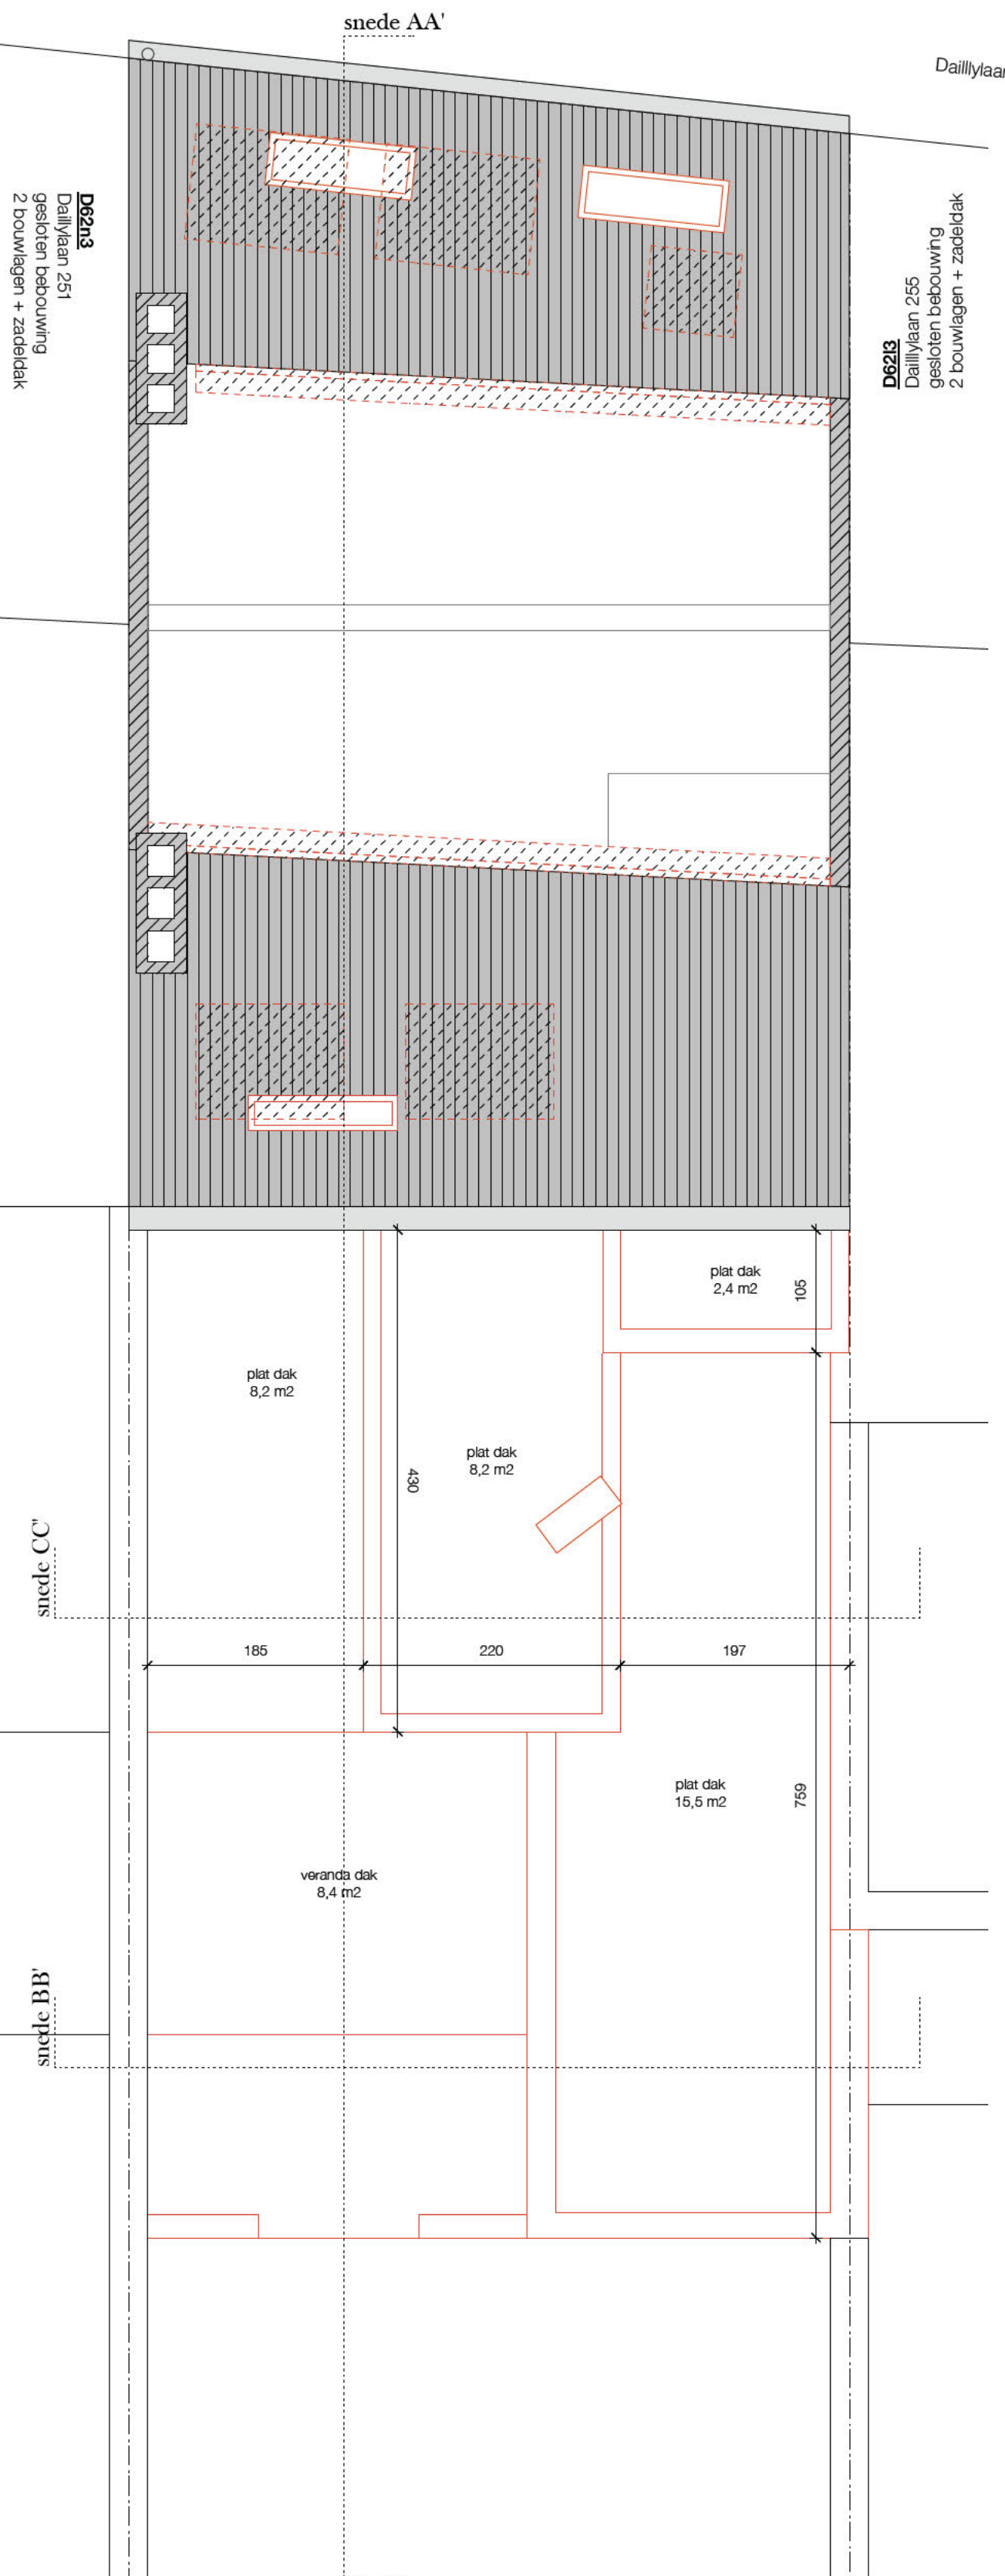 snede AA'
Dailllylaan
D62n3
Daillylaan 251
gesloten bebouwing
2 bouwlagen + zadeldak
D62l3
Dailllylaan 255
gesloten bebouwing
2 bouwlagen + zadeldak
plat dak
2,4 m2
105
plat dak
8,2 m2
plat dak
8,2 m2
430
snede CC'
185
220
197
plat dak
15,5 m2
759
veranda dak
8,4 m2
snede BB'